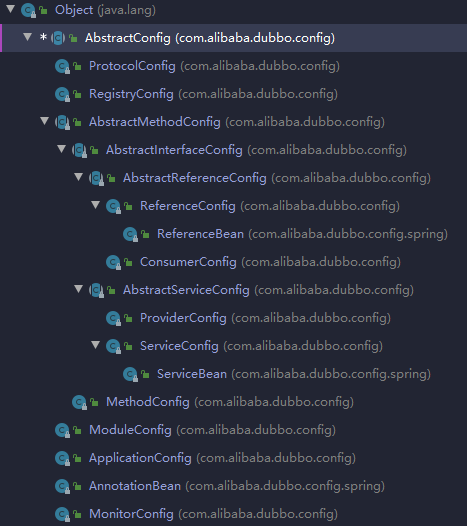 Object (java.lang)
* AbstractConfig (com.alibaba.dubbo.config)
ProtocolConfig (com.alibaba.dubbo.config)
RegistryConfig (com.alibaba.dubbo.config)
AbstractMethodConfig (com.alibaba.dubbo.config)
AbstractInterfaceConfig (com.alibaba.dubbo.config)
AbstractReferenceConfig (com.alibaba.dubbo.config)
ReferenceConfig (com.alibaba.dubbo.config)
ReferenceBean (com.alibaba.dubbo.config.spring)
ConsumerConfig (com.alibaba.dubbo.config)
AbstractServiceConfig (com.alibaba.dubbo.config)
ProviderConfig (com.alibaba.dubbo.config)
ServiceConfig (com.alibaba.dubbo.config)
ServiceBean (com.alibaba.dubbo.config.spring)
MethodConfig (com.alibaba.dubbo.config)
ModuleConfig (com.alibaba.dubbo.config)
ApplicationConfig (com.alibaba.dubbo.config)
AnnotationBean (com.alibaba.dubbo.config.spring)
MonitorConfig (com.alibaba.dubbo.config)